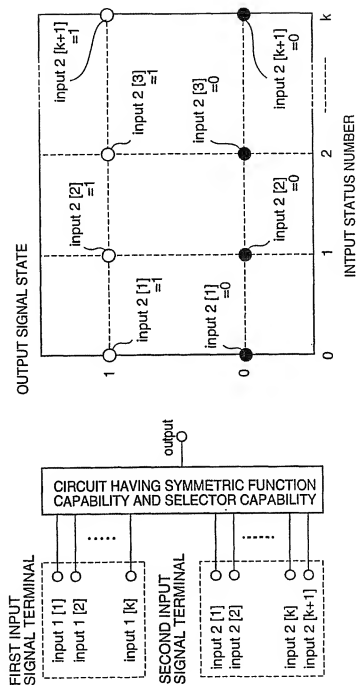 FIRST INPUT
SIGNAL TERMINAL
input 1 [1]
input 1 [2]
input 1 [k]
SECOND INPUT
SIGNAL TERMINAL
input 2 [1]
input 2 [2]
input 2 [k]
input 2 [k+1]
CIRCUIT HAVING SYMMETRIC FUNCTION
CAPABILITY AND SELECTOR CAPABILITY
output
OUTPUT SIGNAL STATE
1
0
input 2 [1]
=1
input 2 [2]
=1
input 2 [3]
=1
input 2 [k+1]
=1
input 2 [1]
=0
input 2 [2]
=0
input 2 [3]
=0
input 2 [k+1]
=0
0
1
2
k
INTPUT STATUS NUMBER